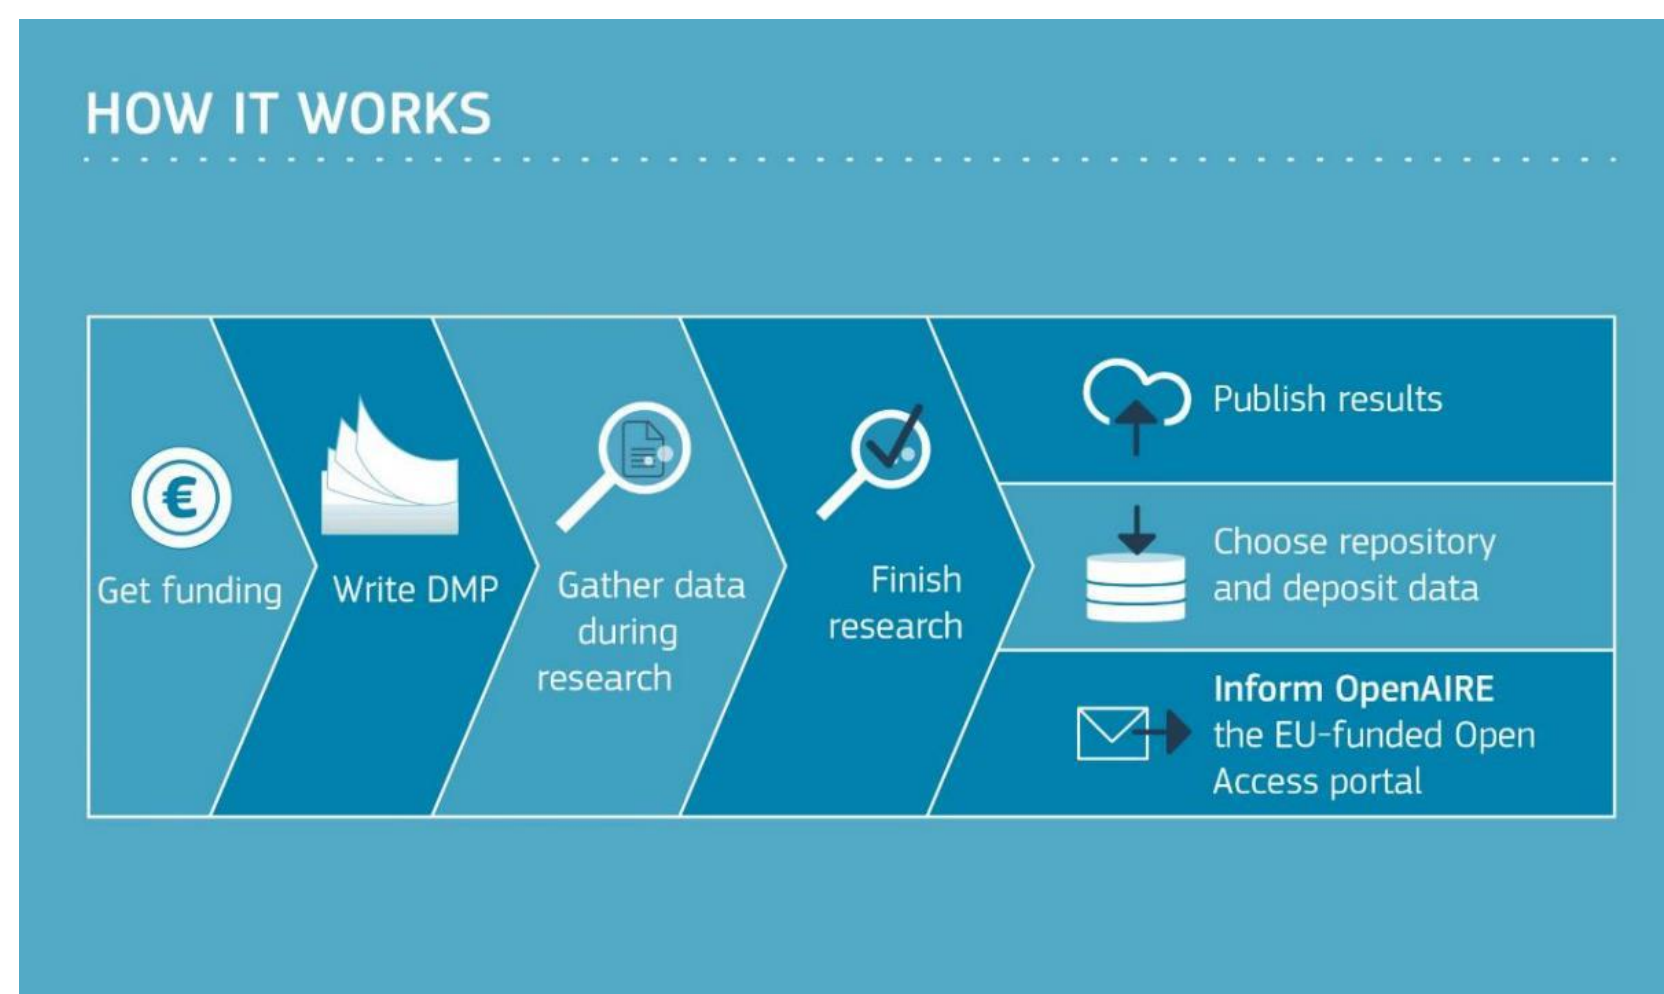 HOW IT WORKS
€
Get funding
Write DMP
Gather data
during
research
Finish
research
Publish results
Choose repository
and deposit data
Inform OpenAIRE
the EU-funded Open
Access portal